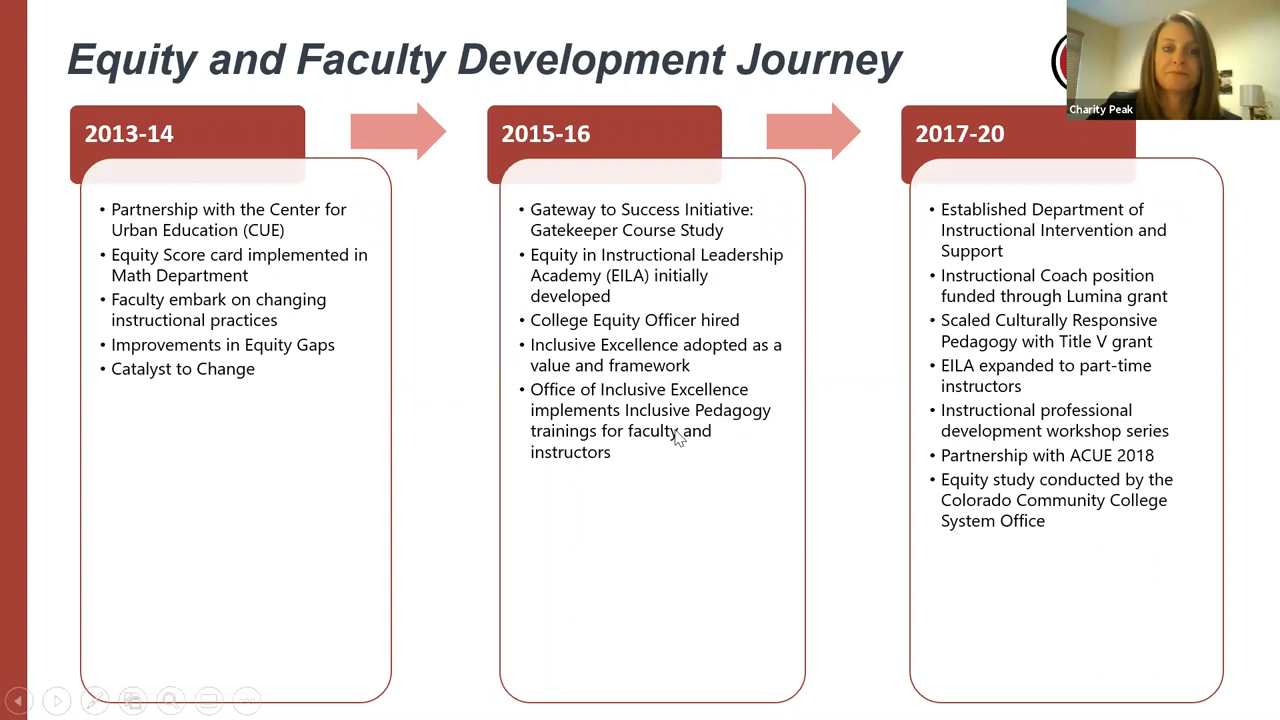 Equity and Faculty Development Journey
Charity Peak
2013-14
• Partnership with the Center for
Urban Education (CUE)
• Equity Score card implemented in
Math Department
• Faculty embark on changing
instructional practices
• Improvements in Equity Gaps
• Catalyst to Change
2015-16
• Gateway to Success Initiative:
Gatekeeper Course Study
• Equity in Instructional Leadership
Academy (EILA) initially
developed
• College Equity Officer hired
• Inclusive Excellence adopted as a
value and framework
• Office of Inclusive Excellence
implements Inclusive Pedagogy
trainings for faculty and
instructors
2017-20
• Established Department of
Instructional Intervention and
Support
• Instructional Coach position
funded through Lumina grant
• Scaled Culturally Responsive
Pedagogy with Title V grant
• EILA expanded to part-time
instructors
• Instructional professional
development workshop series
• Partnership with ACUE 2018
• Equity study conducted by the
Colorado Community College
System Office